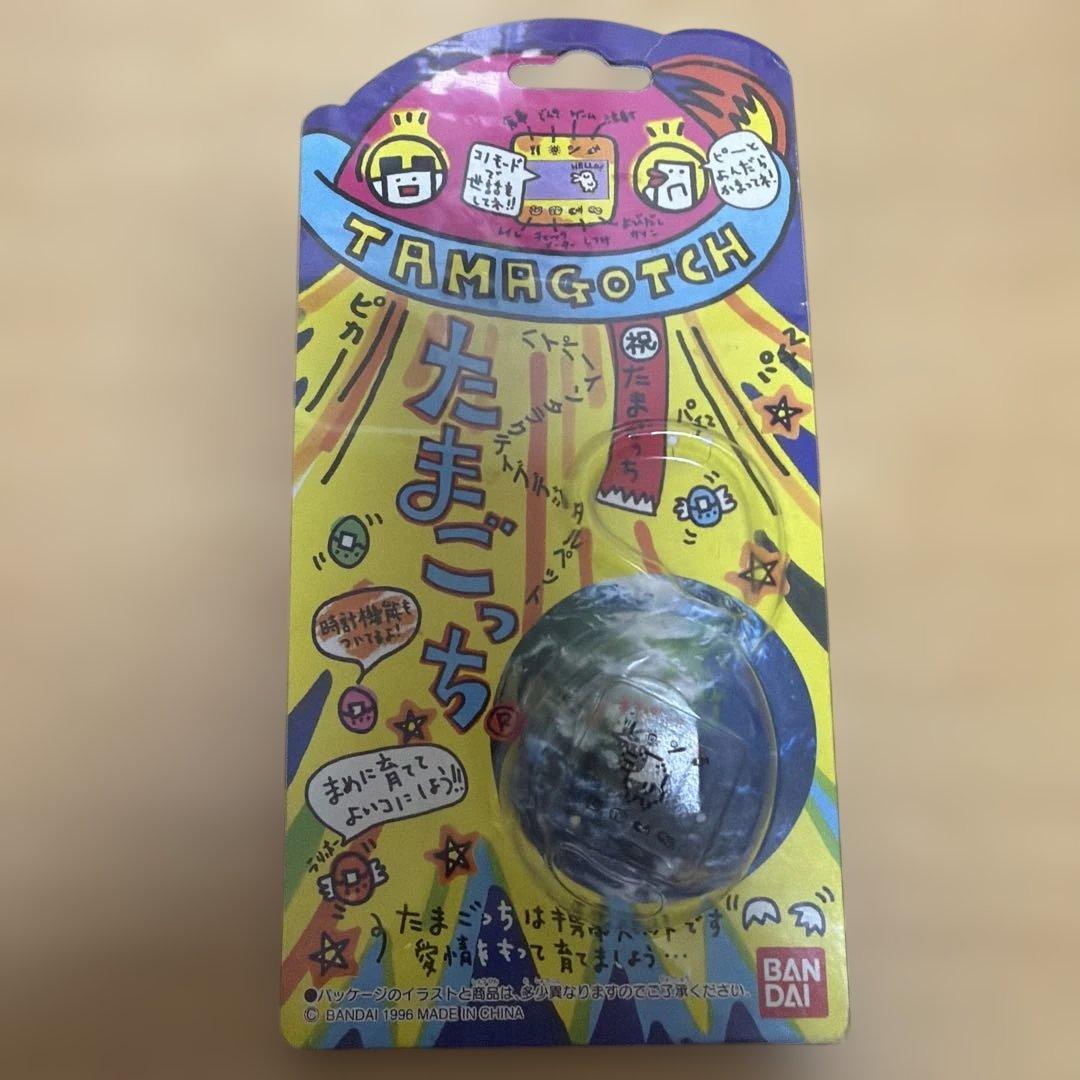 コノモード
で
世話を
してネ!!
ピーと
よんだら
かまってネ!
TAMAGOTCH
ピカー
たまごっち
祝
たまごっち
時計機能も
ついてるよ!
まめに育てて
よいコにしよう!!
たまごっちは携帯ペットです
愛情をもって育てましょう…
●パッケージのイラストと商品は、多少異なりますのでご了承ください。
© BANDAI 1996 MADE IN CHINA
BAN
DAI